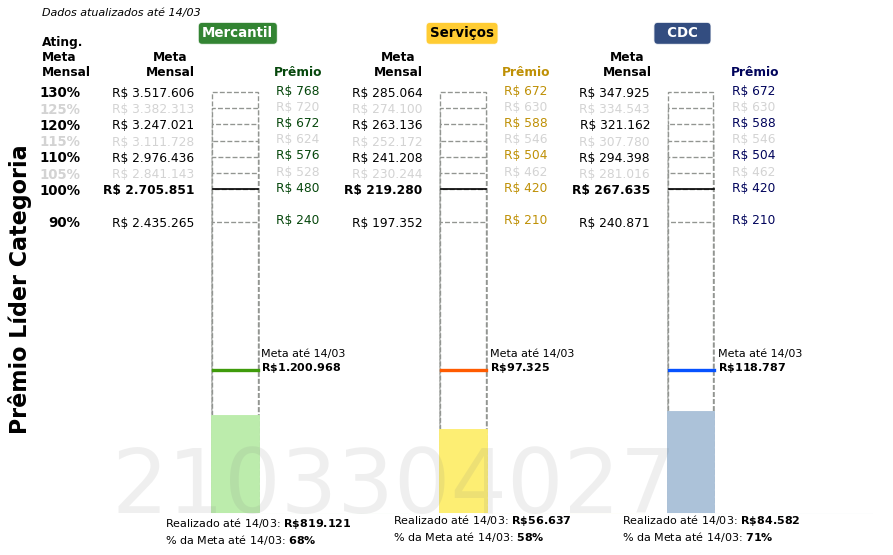 Dados atualizados até 14/03
Mercantil Serviços CDC
Ating. Meta Mensal Meta Mensal Prêmio Meta Mensal Prêmio Meta Mensal Prêmio
130% R$ 3.517.606 R$ 768 R$ 285.064 R$ 672 R$ 347.925 R$ 672
125% R$ 3.382.313 R$ 720 R$ 274.100 R$ 630 R$ 334.543 R$ 630
120% R$ 3.247.021 R$ 672 R$ 263.136 R$ 588 R$ 321.162 R$ 588
115% R$ 3.111.728 R$ 624 R$ 252.172 R$ 546 R$ 307.780 R$ 546
110% R$ 2.976.436 R$ 576 R$ 241.208 R$ 504 R$ 294.398 R$ 504
105% R$ 2.841.143 R$ 528 R$ 230.244 R$ 462 R$ 281.016 R$ 462
100% R$ 2.705.851 R$ 480 R$ 219.280 R$ 420 R$ 267.635 R$ 420
90% R$ 2.435.265 R$ 240 R$ 197.352 R$ 210 R$ 240.871 R$ 210
Prêmio Líder Categoria
Meta até 14/03 Meta até 14/03 Meta até 14/03
R$1.200.968 R$97.325 R$118.787
2103304027
Realizado até 14/03: R$819.121 Realizado até 14/03: R$56.637 Realizado até 14/03: R$84.582
% da Meta até 14/03: 68% % da Meta até 14/03: 58% % da Meta até 14/03: 71%